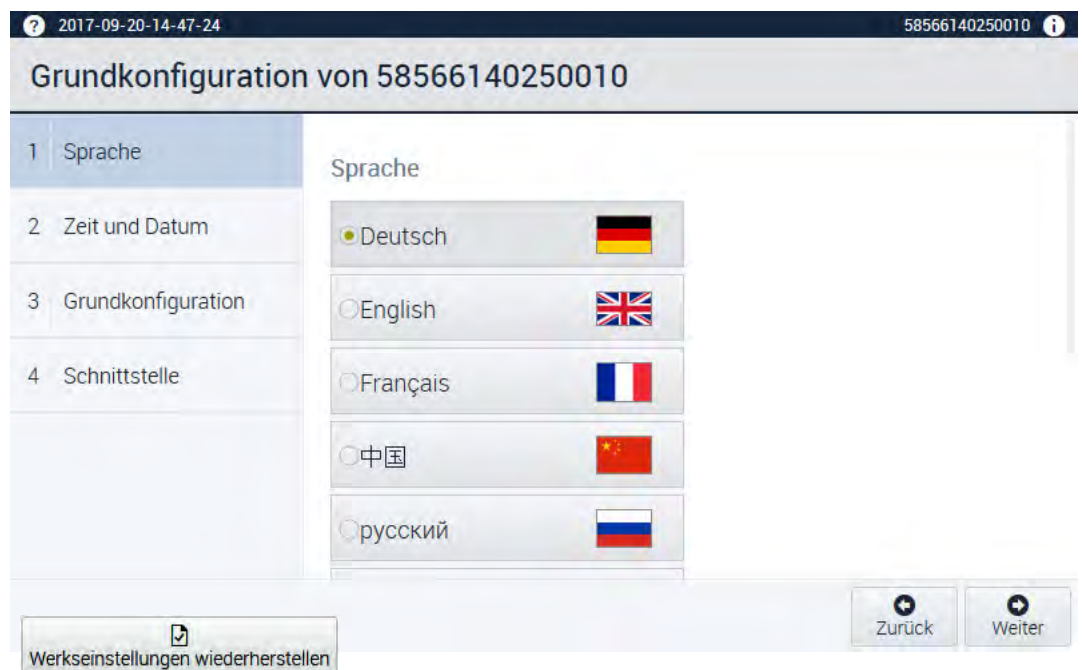 2017-09-20-14-47-24 58566140250010
Grundkonfiguration von 58566140250010
1 Sprache
2 Zeit und Datum
3 Grundkonfiguration
4 Schnittstelle
Sprache
Deutsch
English
Français
中国
русский
Zurück
Weiter
Werkseinstellungen wiederherstellen